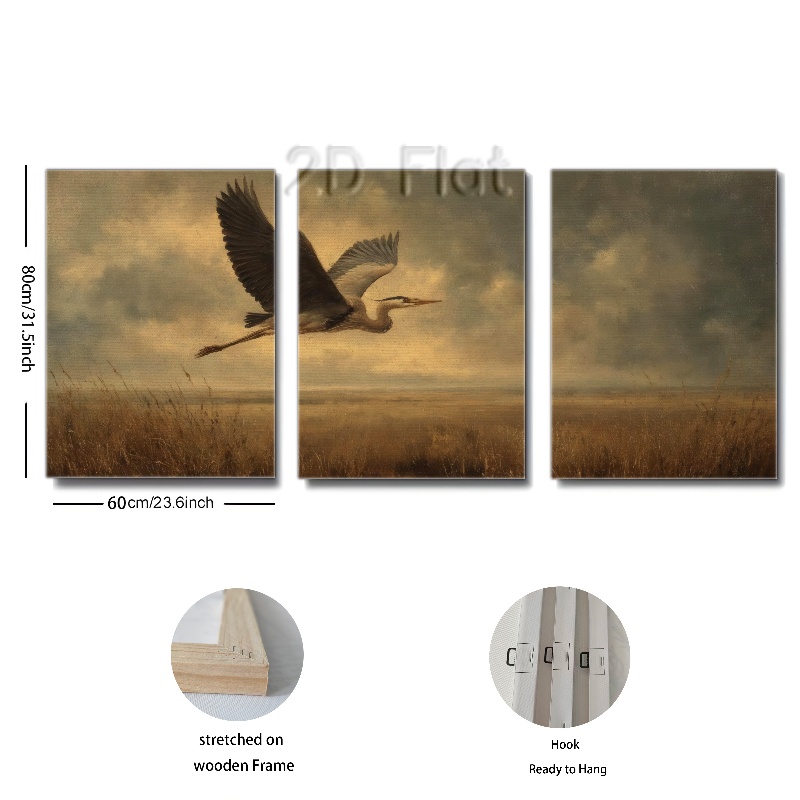 2D Flat
80cm/31.5inch
60cm/23.6inch
stretched on
wooden Frame
Hook
Ready to Hang